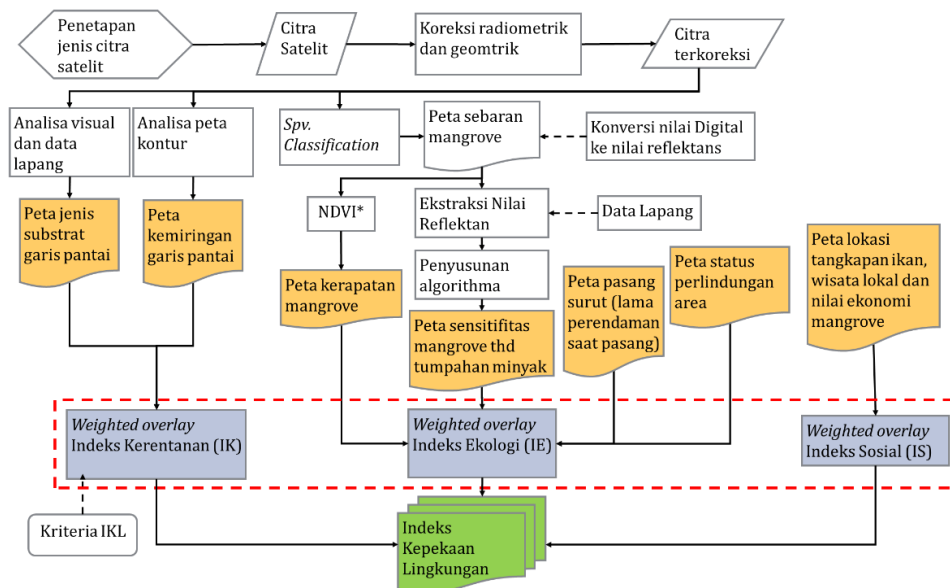 Penetapan
jenis citra
satelit
Citra
Satelit
Koreksi radiometrik
dan geomtrik
Citra
terkoreksi
Analisa visual
dan data
lapang
Analisa peta
kontur
Spv.
Classification
Peta sebaran
mangrove
Konversi nilai Digital
ke nilai reflektans
Peta jenis
substrat
garis pantai
Peta
kemiringan
garis pantai
NDVI*
Ekstraksi Nilai
Reflektan
Data Lapang
Peta kerapatan
mangrove
Penyusunan
algorithma
Peta sensitifitas
mangrove thd
tumpahan minyak
Peta pasang
surut (lama
perendaman
saat pasang)
Peta status
perlindungan
area
Peta lokasi
tangkapan ikan,
wisata lokal dan
nilai ekonomi
mangrove
Weighted overlay
Indeks Kerentanan (IK)
Weighted overlay
Indeks Ekologi (IE)
Weighted overlay
Indeks Sosial (IS)
Kriteria IKL
Indeks
Kepekaan
Lingkungan